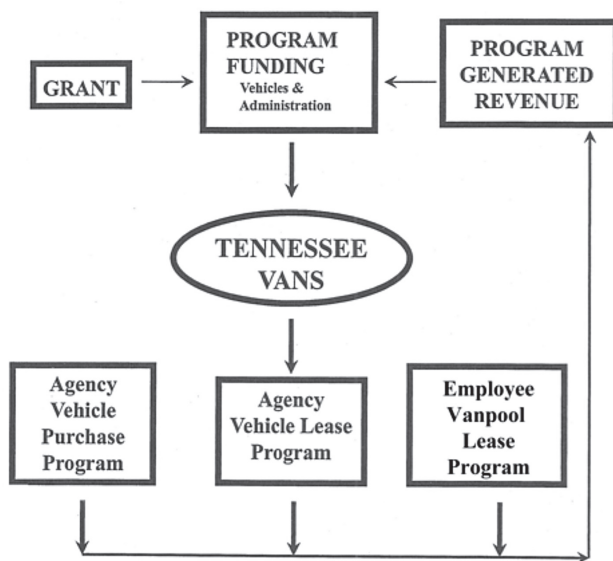 GRANT
PROGRAM
FUNDING
Vehicles &
Administration
PROGRAM
GENERATED
REVENUE
TENNESSEE
VANS
Agency
Vehicle
Purchase
Program
Agency
Vehicle Lease
Program
Employee
Vanpool
Lease
Program